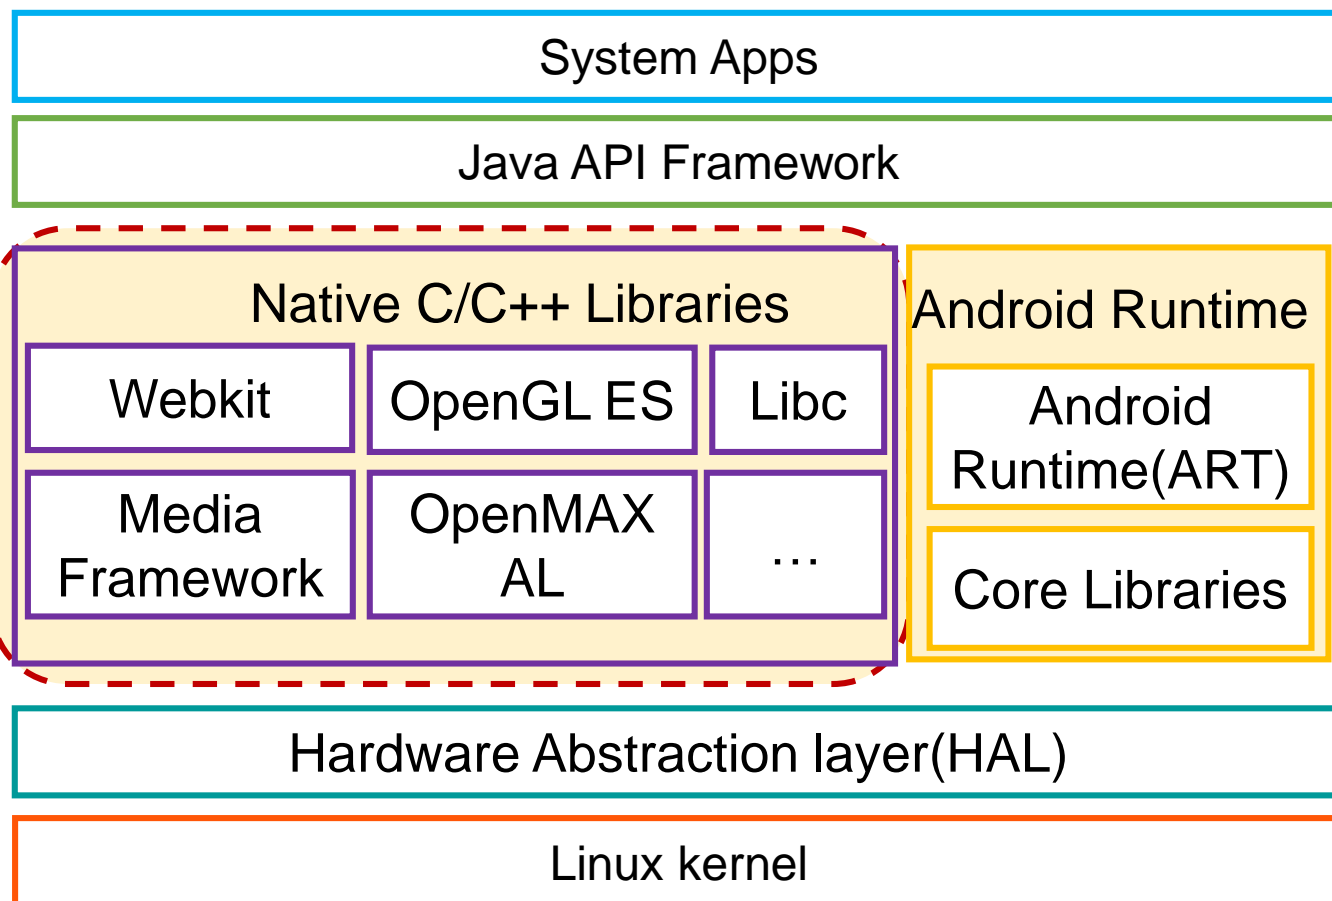 System Apps
Java API Framework
Native C/C++ Libraries
Webkit
OpenGL ES
Libc
Media
Framework
OpenMAX
AL
…
Android Runtime
Android
Runtime(ART)
Core Libraries
Hardware Abstraction layer(HAL)
Linux kernel